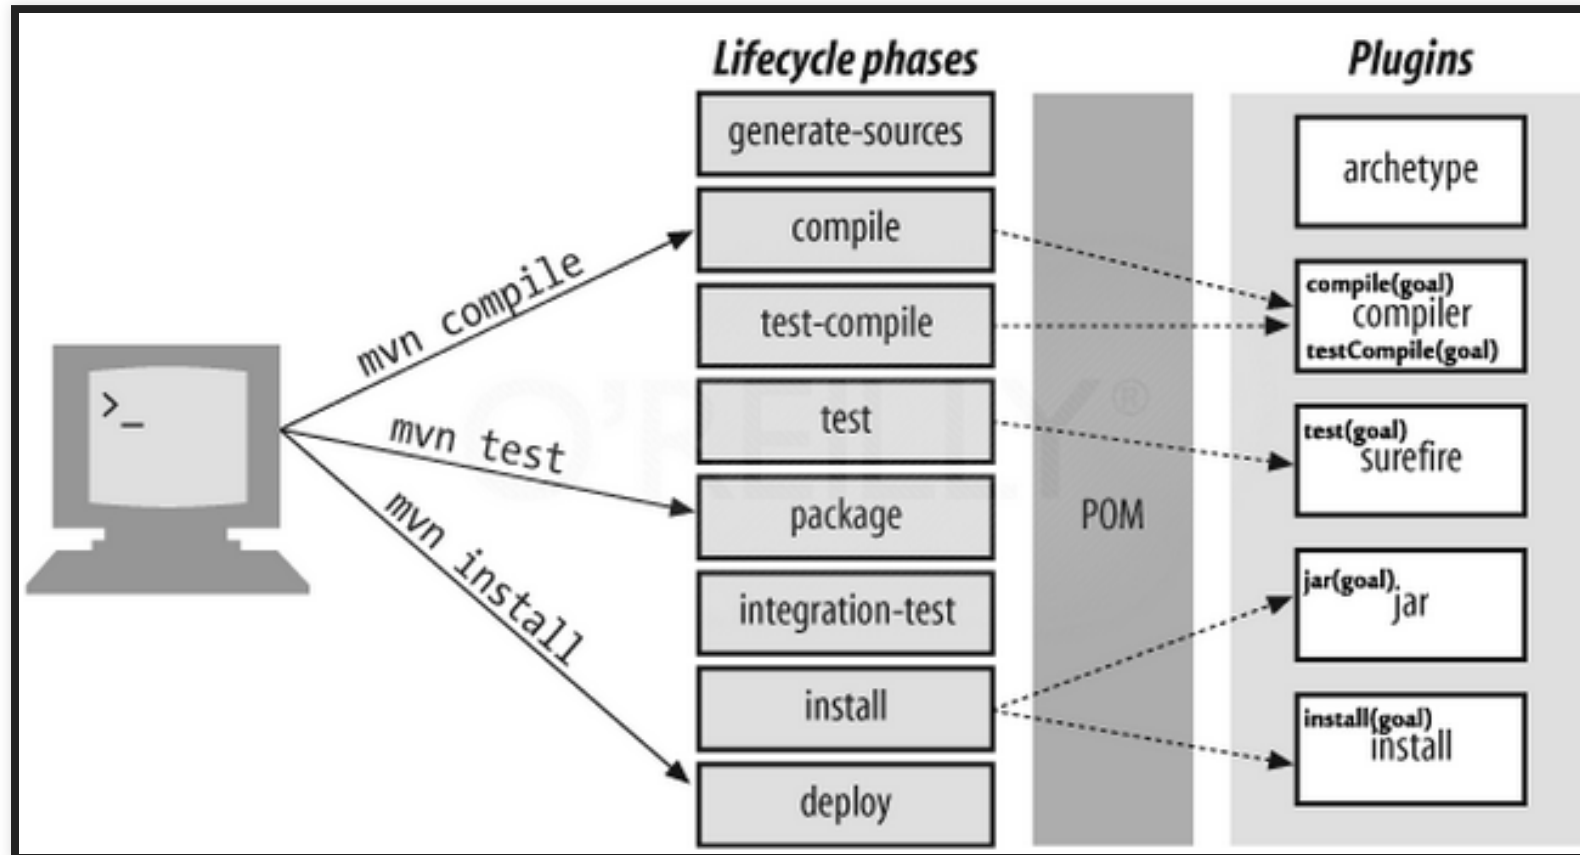 Lifecycle phases
Plugins
generate-sources
compile
test-compile
test
package
integration-test
install
deploy
mvn compile
mvn test
mvn install
>_
POM
O'REILLY®
archetype
compile(goal)
compiler
testCompile(goal)
test(goal)
surefire
jar(goal)
jar
install(goal)
install